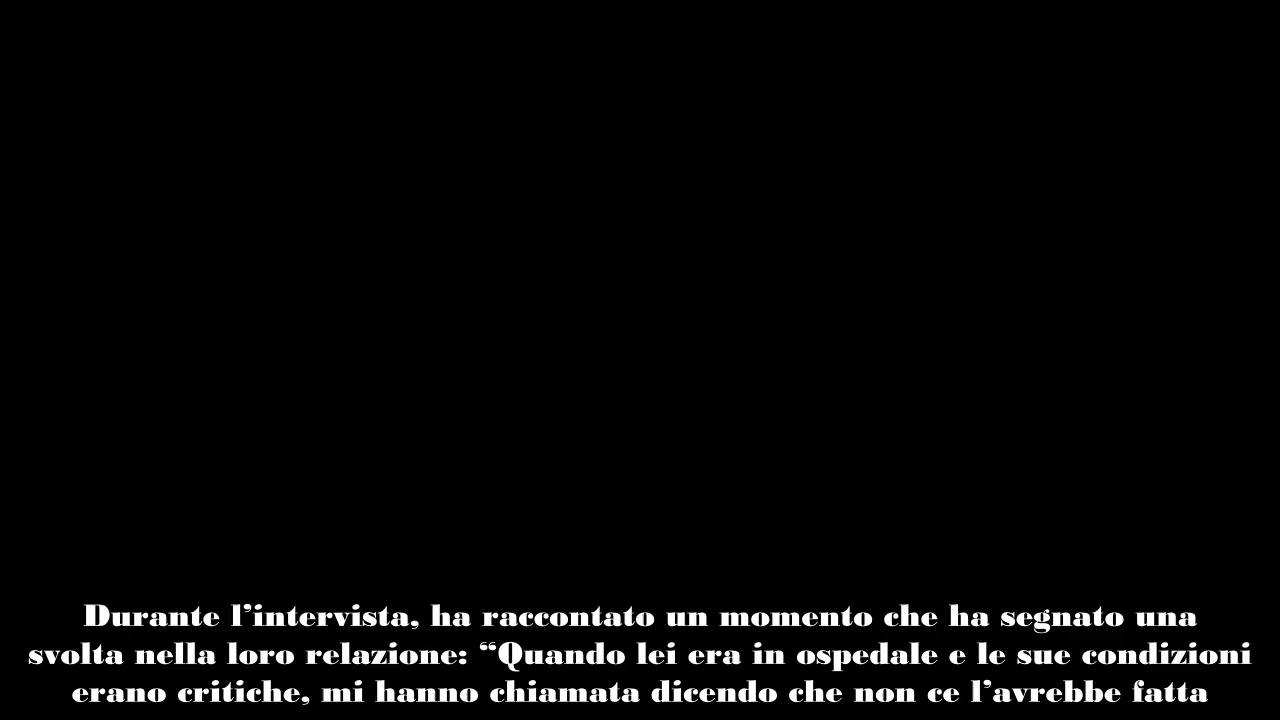 Durante l’intervista, ha raccontato un momento che ha segnato una
svolta nella loro relazione: “Quando lei era in ospedale e le sue condizioni
erano critiche, mi hanno chiamata dicendo che non ce l’avrebbe fatta